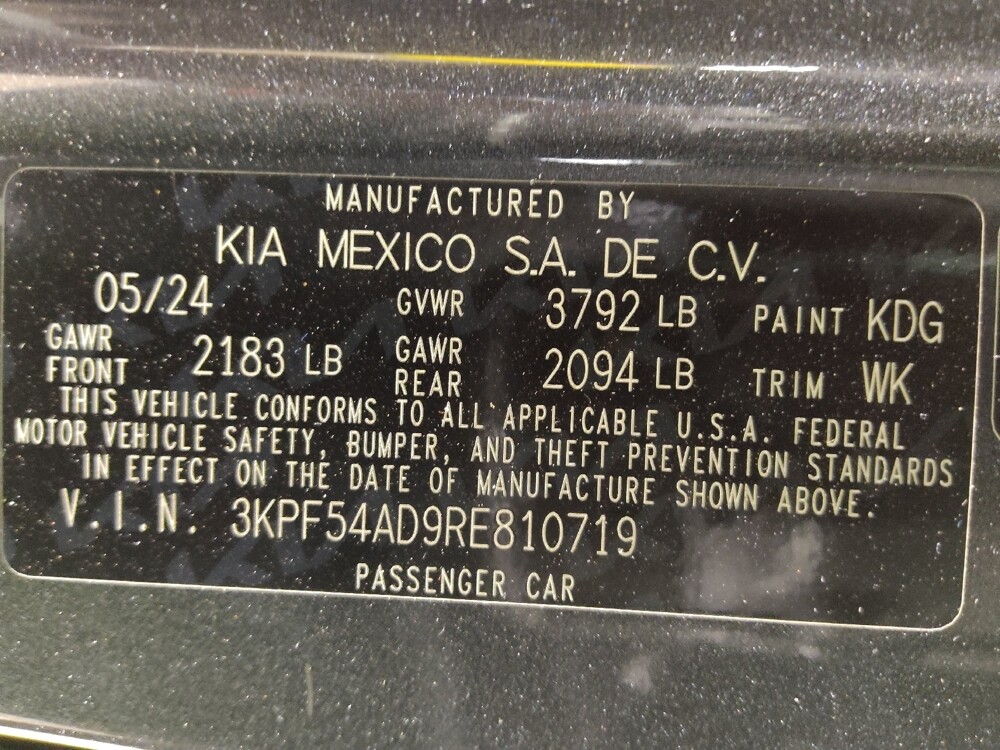 MANUFACTURED BY
KIA MEXICO S.A. DE C.V.
05/24 GVWR 3792 LB PAINT KDG
GAWR FRONT 2183 LB GAWR REAR 2094 LB TRIM WK
THIS VEHICLE CONFORMS TO ALL APPLICABLE U.S.A. FEDERAL
MOTOR VEHICLE SAFETY, BUMPER, AND THEFT PREVENTION STANDARDS
IN EFFECT ON THE DATE OF MANUFACTURE SHOWN ABOVE.
V.I.N. 3KPF54AD9RE810719
PASSENGER CAR